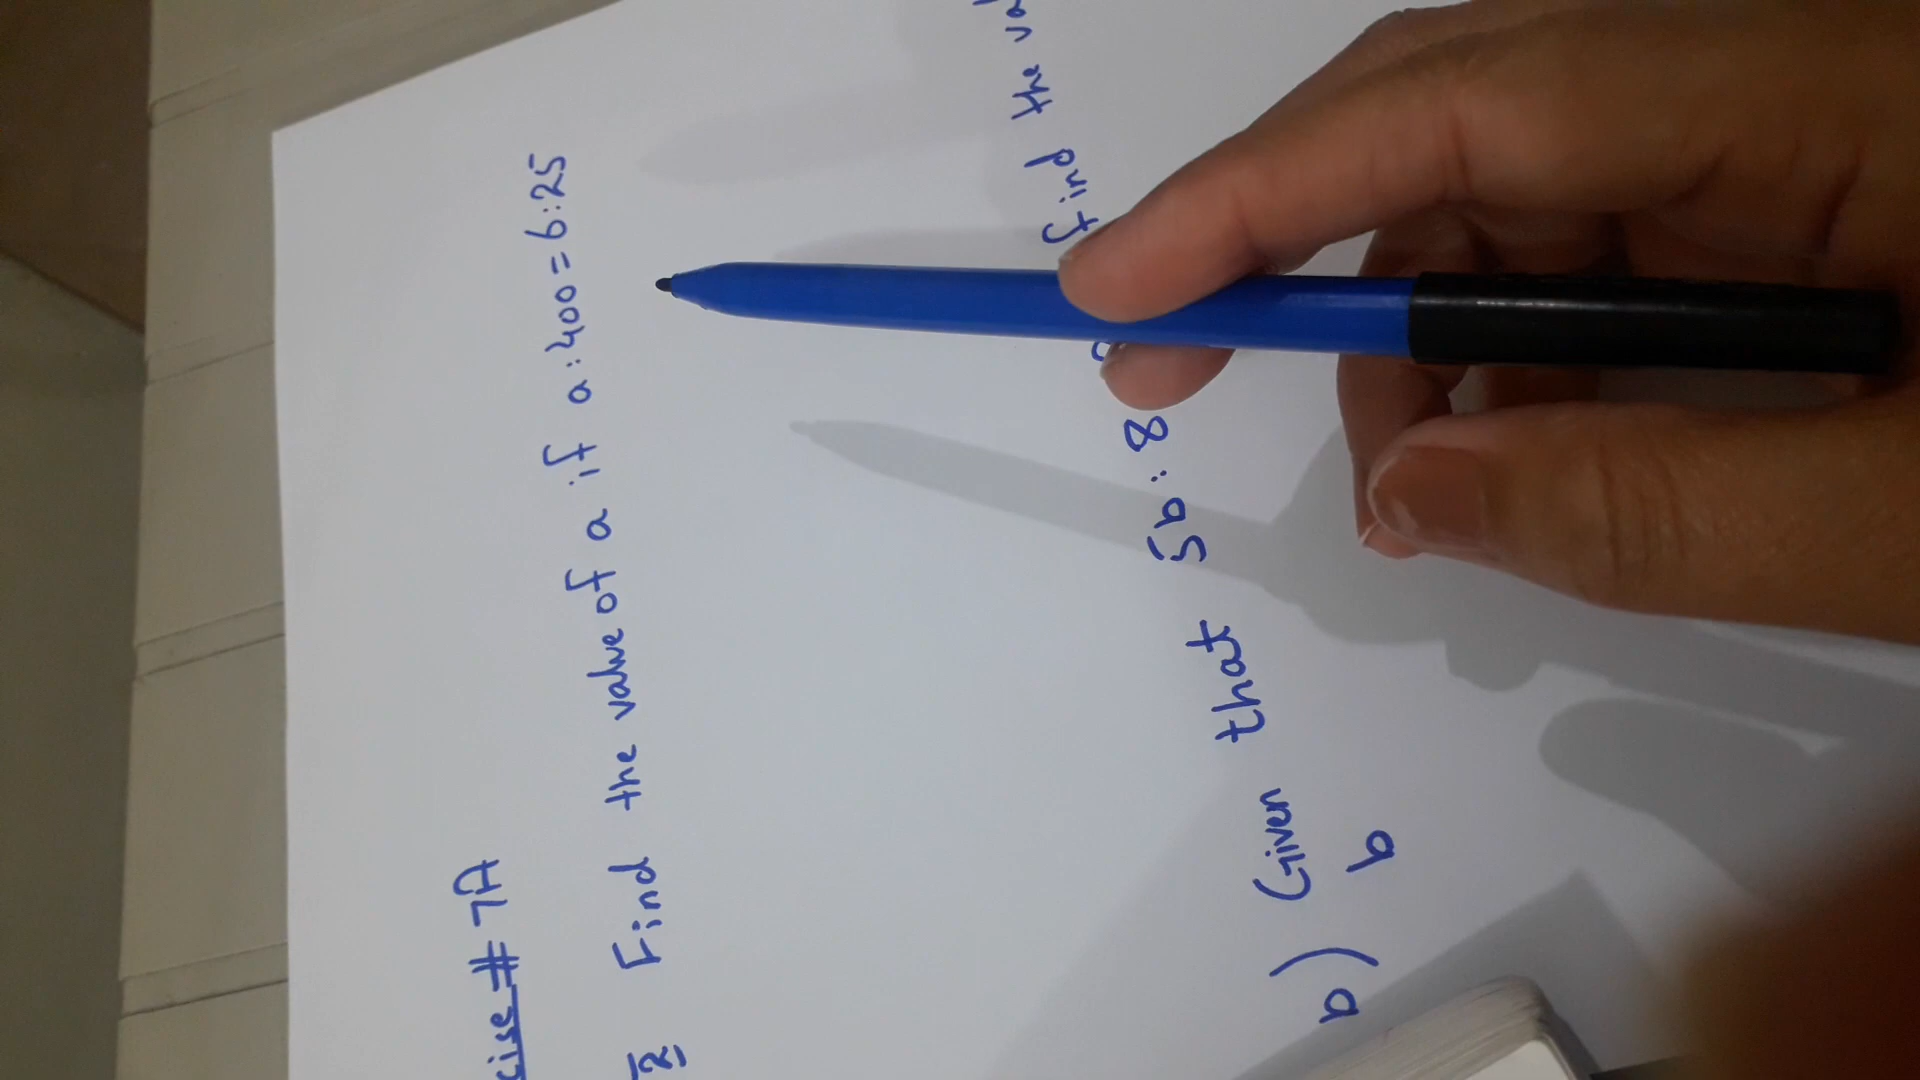 cise # 7A
Find the value of a if a:400=6:25
a) Given that 5b:8 find the
b